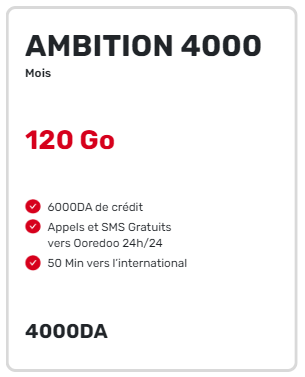 AMBITION 4000
Mois
120 Go
6000DA de crédit
Appels et SMS Gratuits
vers Ooredoo 24h/24
50 Min vers l'international
4000DA